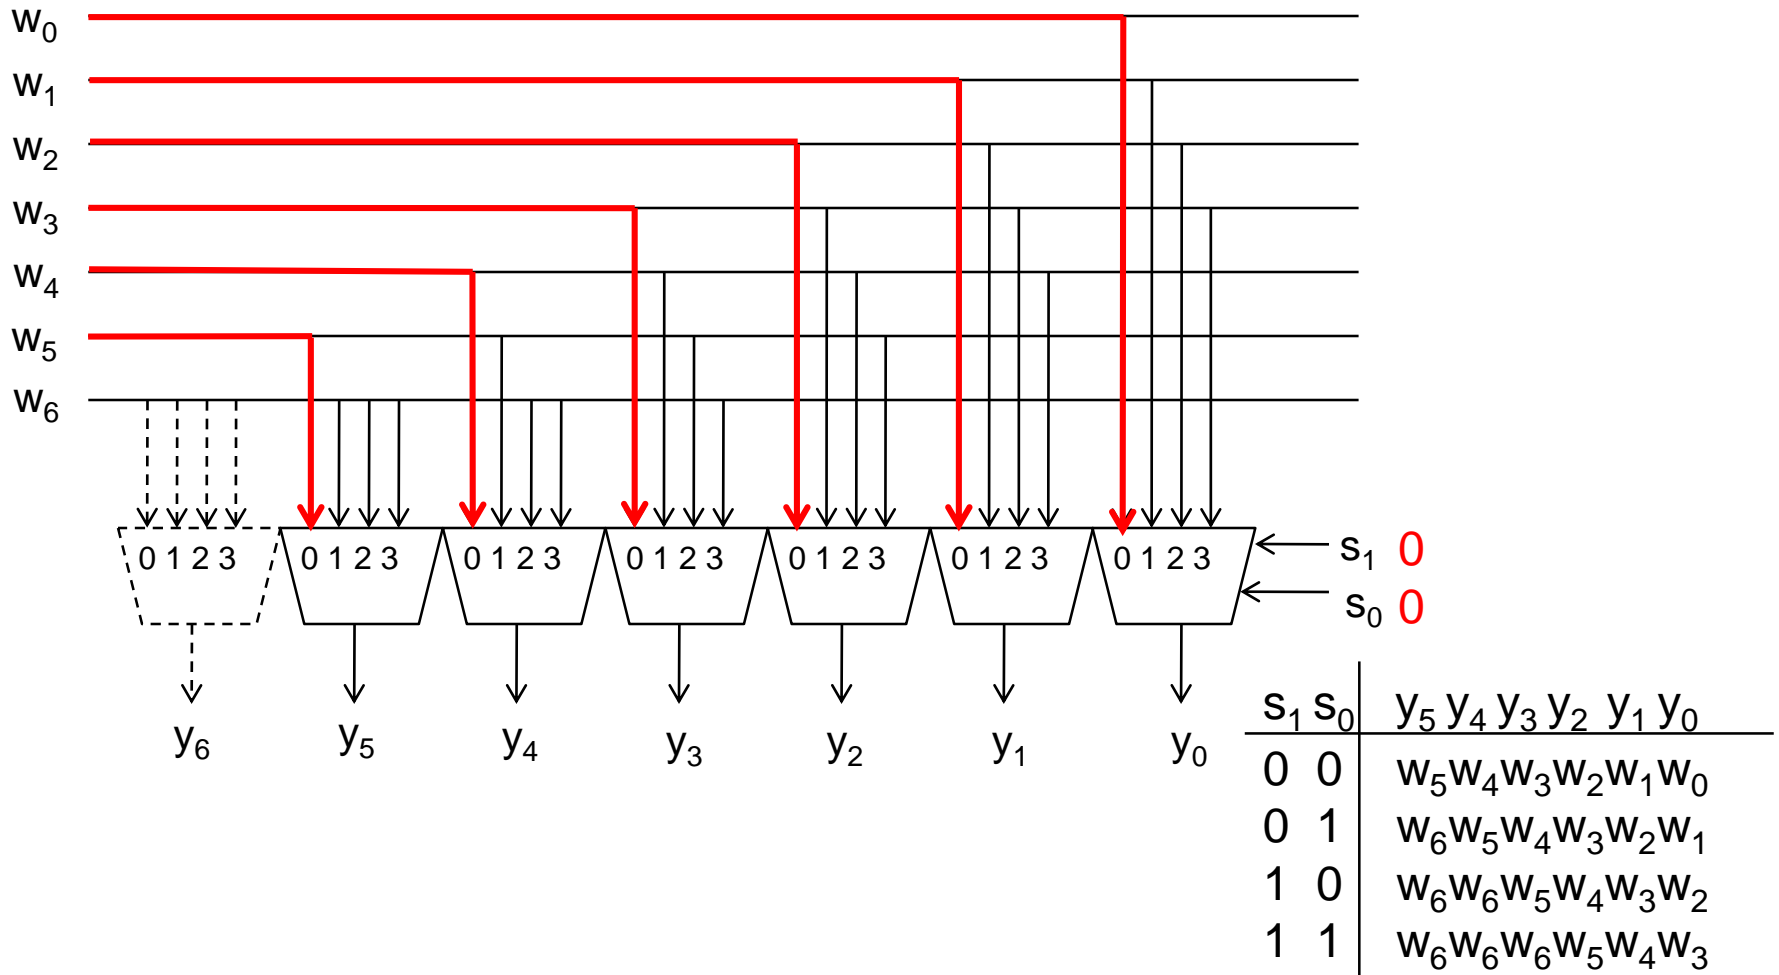 w₀
w₁
w₂
w₃
w₄
w₅
w₆
0 1 2 3 0 1 2 3 0 1 2 3 0 1 2 3 0 1 2 3 0 1 2 3 0 1 2 3
s₁ 0
s₀ 0
y₆ y₅ y₄ y₃ y₂ y₁ y₀
s₁ s₀ y₅ y₄ y₃ y₂ y₁ y₀
0 0 w₅w₄w₃w₂w₁w₀
0 1 w₆w₅w₄w₃w₂w₁
1 0 w₆w₆w₅w₄w₃w₂
1 1 w₆w₆w₆w₅w₄w₃